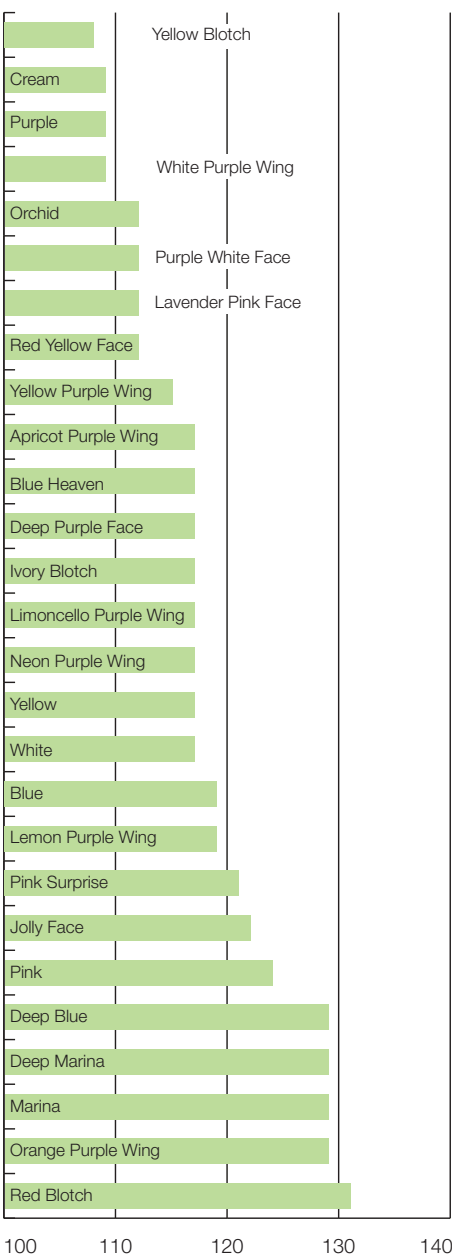 Yellow Blotch
Cream
Purple
White Purple Wing
Orchid
Purple White Face
Lavender Pink Face
Red Yellow Face
Yellow Purple Wing
Apricot Purple Wing
Blue Heaven
Deep Purple Face
Ivory Blotch
Limoncello Purple Wing
Neon Purple Wing
Yellow
White
Blue
Lemon Purple Wing
Pink Surprise
Jolly Face
Pink
Deep Blue
Deep Marina
Marina
Orange Purple Wing
Red Blotch
100 110 120 130 140